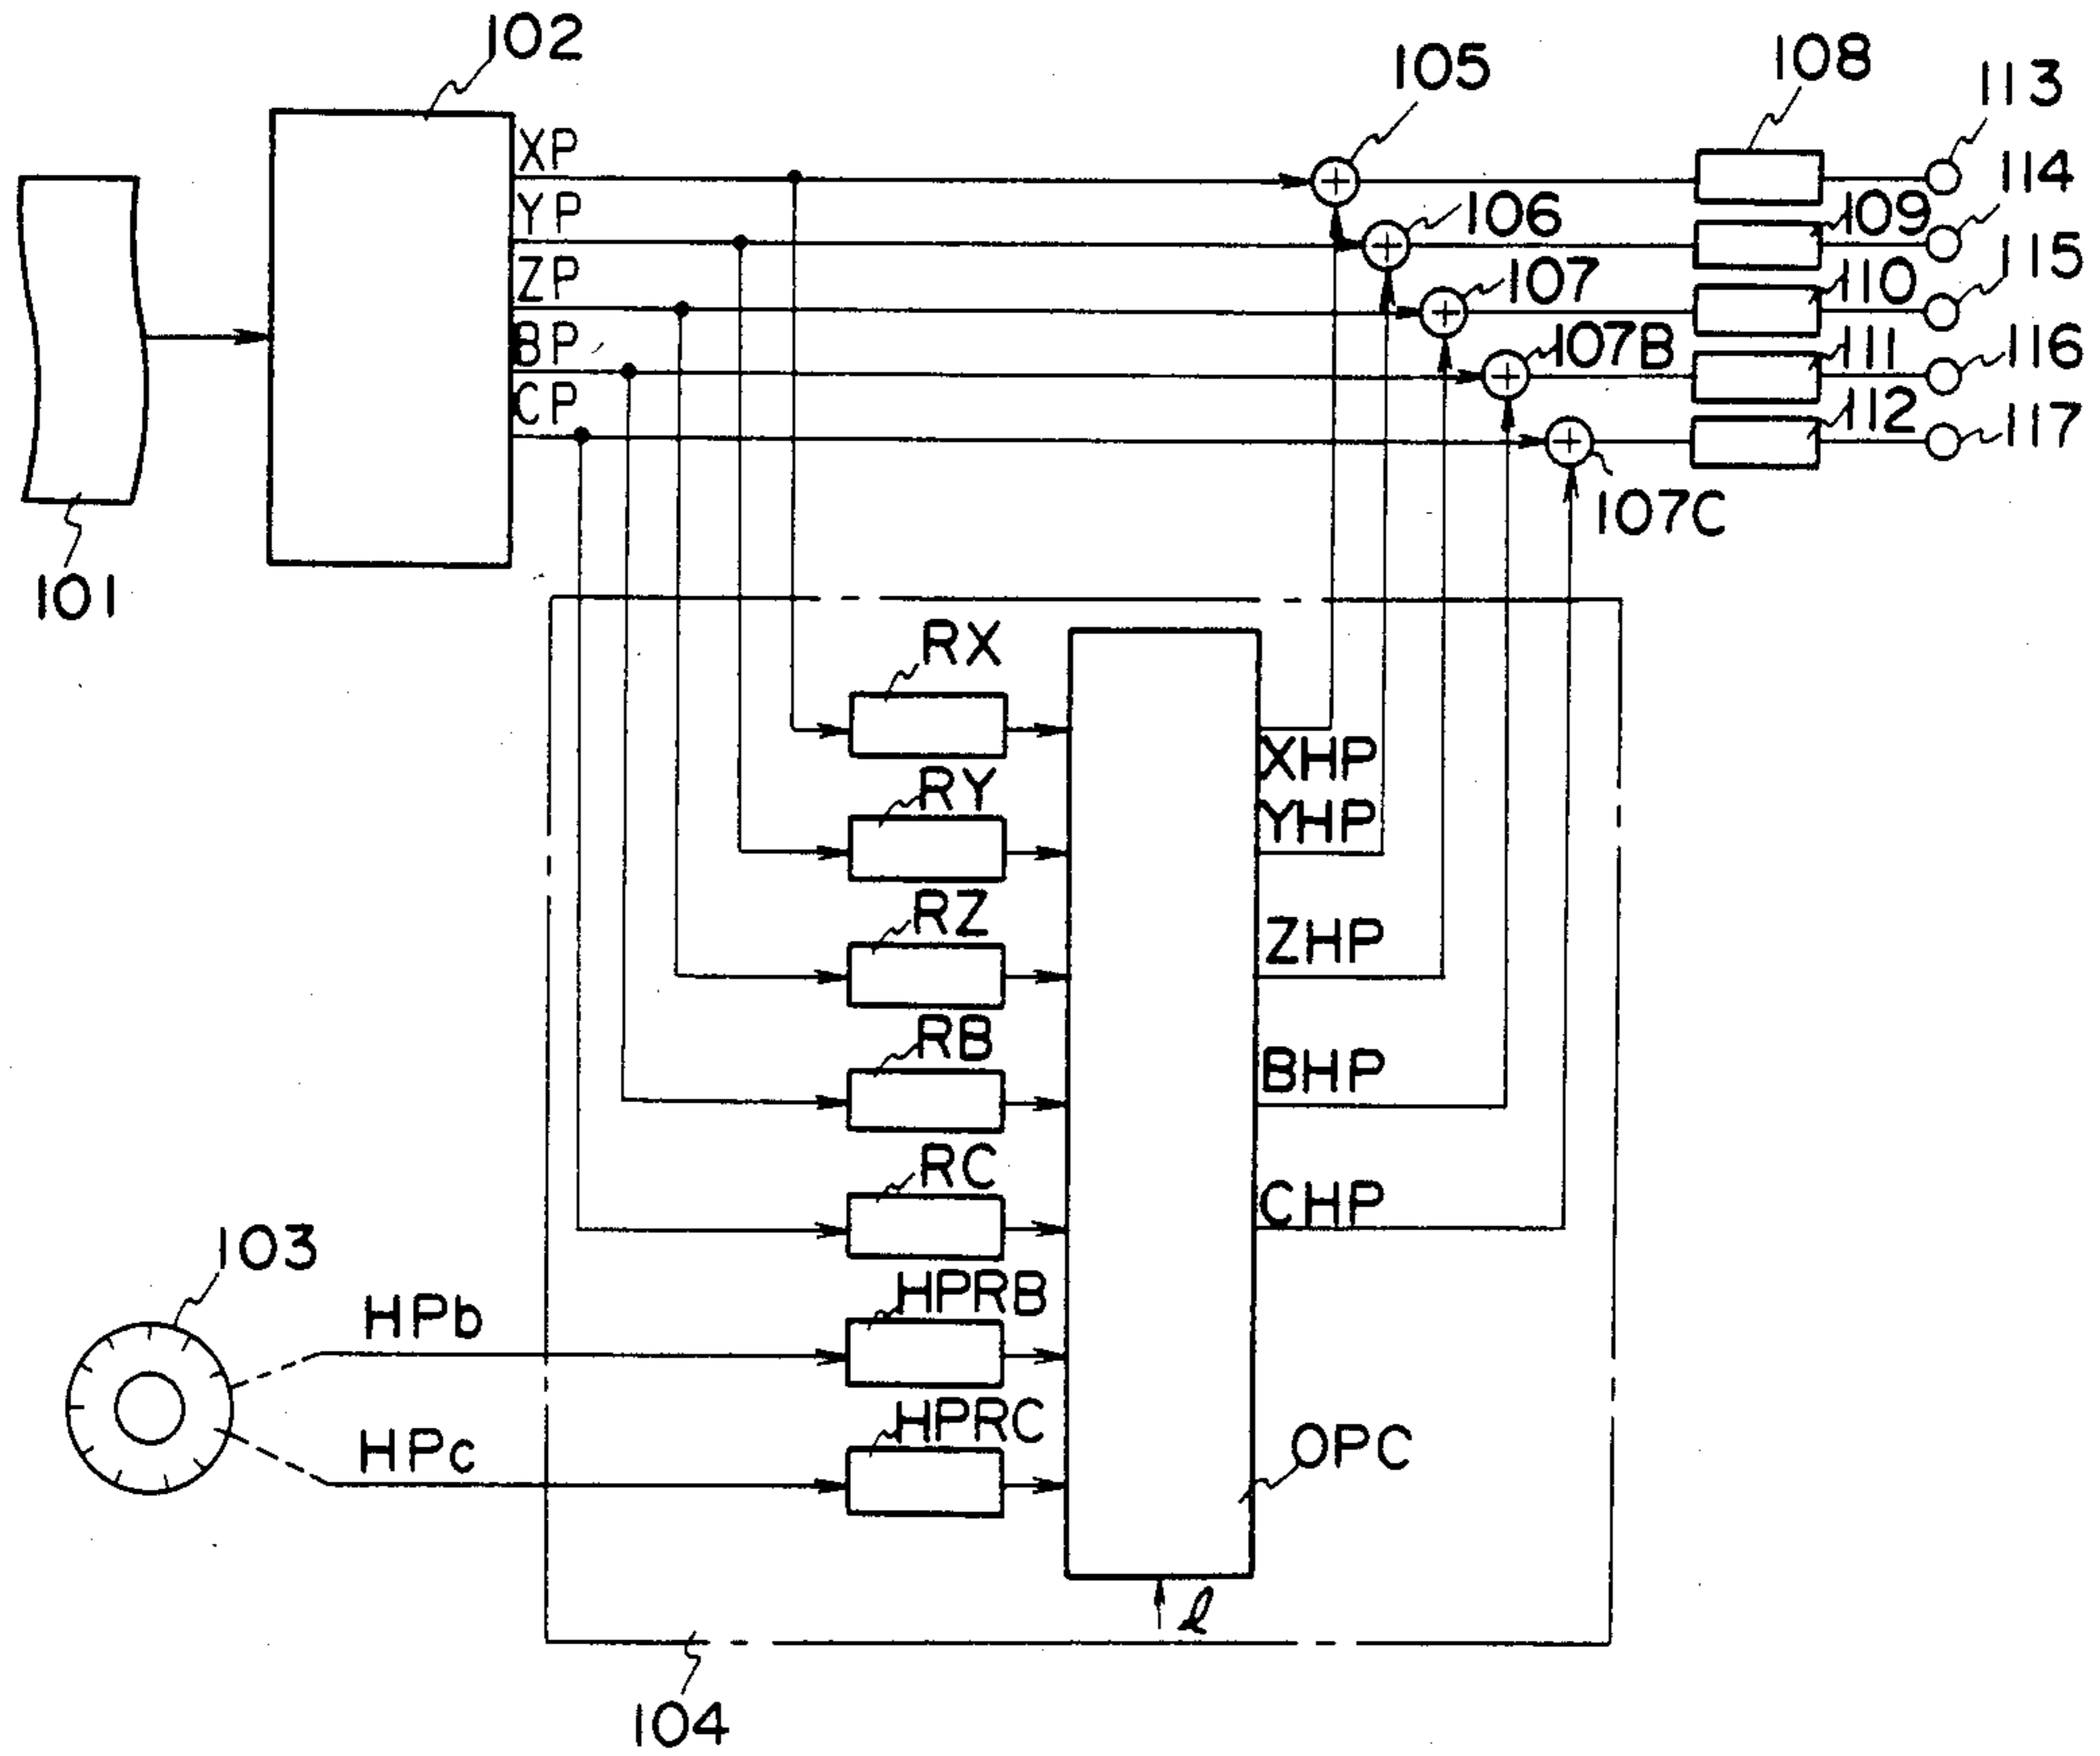 102
105
108
113
XP
114
YP
106
109
ZP
107
110
115
BP
107B
111
116
CP
112
117
107C
101
RX
XHP
RY
YHP
RZ
ZHP
RB
BHP
RC
CHP
103
HPRB
HPb
HPRC
HPc
OPC
l
104